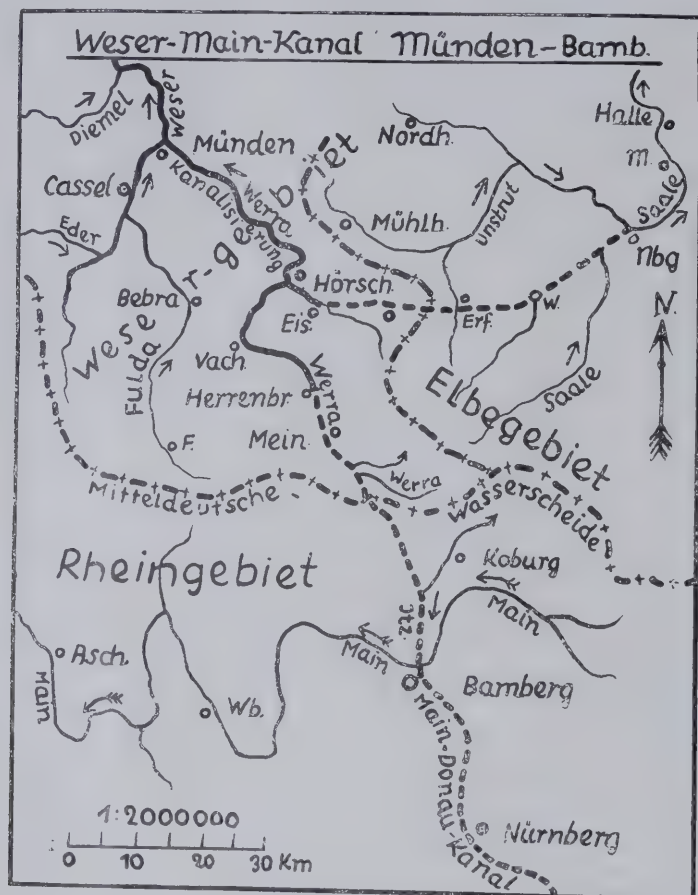 Weser-Main-Kanal Münden-Bamb.
Diemel
Weser
Nordh.
Halle
M.
Saale
Münden
Cassel
Kanalisierung
Werra
Mühlh.
Unstrut
Eder
Nbg
Weser-gebiet
Bebra
Hörsch.
Eis.
Erf.
W.
N.
Fulda
Vach.
Herrenbr.
Werra
Mein.
F.
Elbegebiet
Saale
Werra
Mitteldeutsche
Wasserscheide
Rheingebiet
Koburg
Itz.
Main
Asch.
Main
Main
Wb.
Bamberg
Main-Donau-Kanal
1:2000000
0 10 20 30 Km
Nürnberg